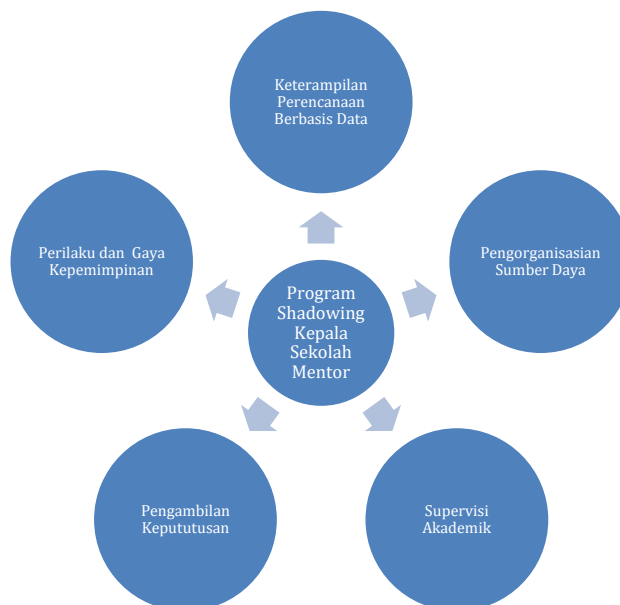 Keterampilan
Perencanaan
Berbasis Data
Perilaku dan Gaya
Kepemimpinan
Pengorganisasian
Sumber Daya
Program
Shadowing
Kepala
Sekolah
Mentor
Pengambilan
Kepututusan
Supervisi
Akademik